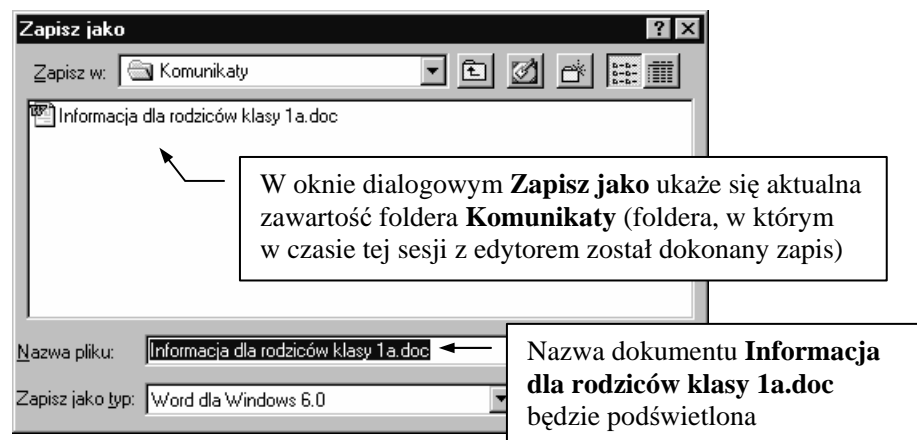 Zapisz jako
Zapisz w: Komunikaty
Informacja dla rodziców klasy 1a.doc
W oknie dialogowym Zapisz jako ukaże się aktualna
zawartość foldera Komunikaty (foldera, w którym
w czasie tej sesji z edytorem został dokonany zapis)
Nazwa pliku: Informacja dla rodziców klasy 1a.doc
Zapisz jako typ: Word dla Windows 6.0
Nazwa dokumentu Informacja
dla rodziców klasy 1a.doc
będzie podświetlona